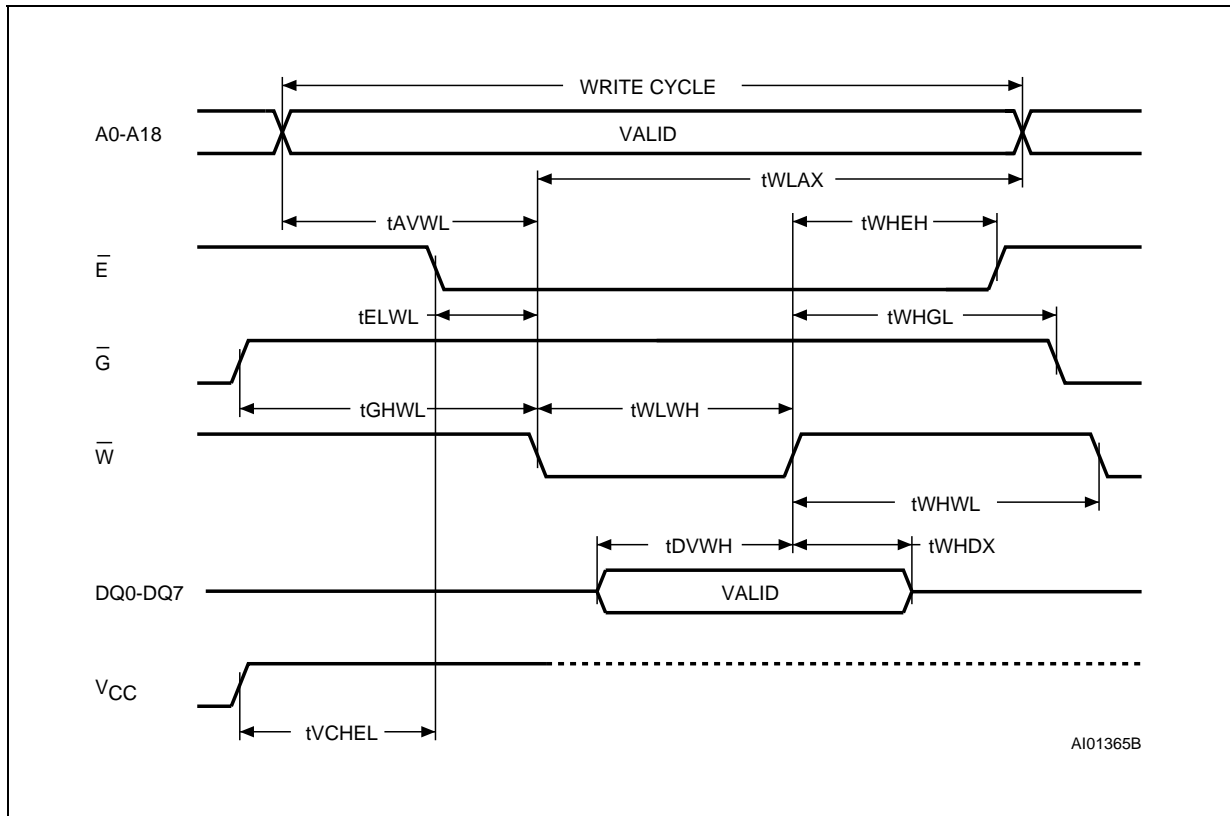 WRITE CYCLE
A0-A18
VALID
tWLAX
tAVWL
tWHEH
E̅
tELWL
tWHGL
G̅
tGHWL
tWLWH
W̅
tWHWL
tDVWH
tWHDX
DQ0-DQ7
VALID
VCC
tVCHEL
AI01365B